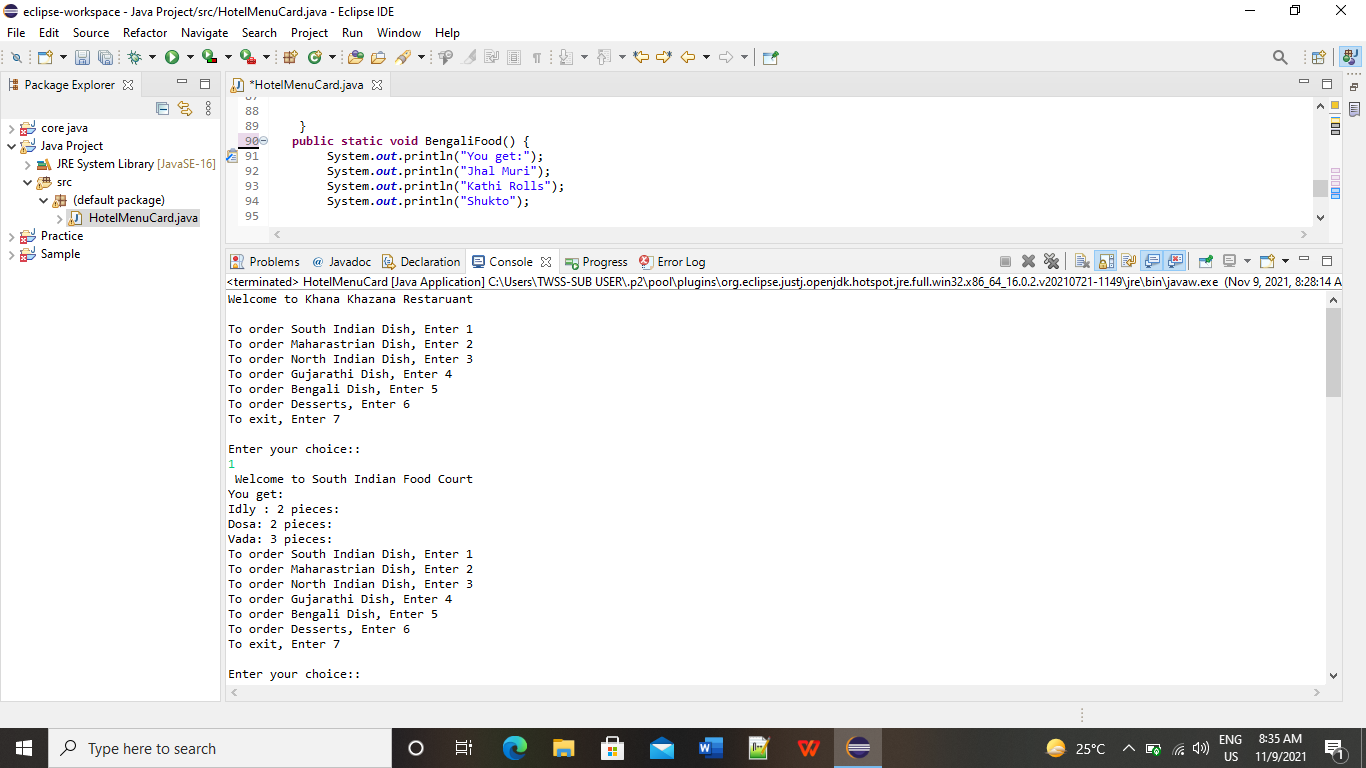 eclipse-workspace - Java Project/src/HotelMenuCard.java - Eclipse IDE
File Edit Source Refactor Navigate Search Project Run Window Help
Package Explorer
core java
Java Project
JRE System Library [JavaSE-16]
src
(default package)
HotelMenuCard.java
Practice
Sample
*HotelMenuCard.java
87
88
89 }
90 public static void BengaliFood() {
91 System.out.println("You get:");
92 System.out.println("Jhal Muri");
93 System.out.println("Kathi Rolls");
94 System.out.println("Shukto");
95
Problems @ Javadoc Declaration Console Progress Error Log
<terminated> HotelMenuCard [Java Application] C:\Users\TWSS-SUB USER\.p2\pool\plugins\org.eclipse.justj.openjdk.hotspot.jre.full.win32.x86_64_16.0.2.v20210721-1149\jre\bin\javaw.exe (Nov 9, 2021, 8:28:14 A
Welcome to Khana Khazana Restaruant
To order South Indian Dish, Enter 1
To order Maharastrian Dish, Enter 2
To order North Indian Dish, Enter 3
To order Gujarathi Dish, Enter 4
To order Bengali Dish, Enter 5
To order Desserts, Enter 6
To exit, Enter 7
Enter your choice::
1
Welcome to South Indian Food Court
You get:
Idly : 2 pieces:
Dosa: 2 pieces:
Vada: 3 pieces:
To order South Indian Dish, Enter 1
To order Maharastrian Dish, Enter 2
To order North Indian Dish, Enter 3
To order Gujarathi Dish, Enter 4
To order Bengali Dish, Enter 5
To order Desserts, Enter 6
To exit, Enter 7
Enter your choice::
Type here to search
25°C
ENG
US
8:35 AM
11/9/2021
1